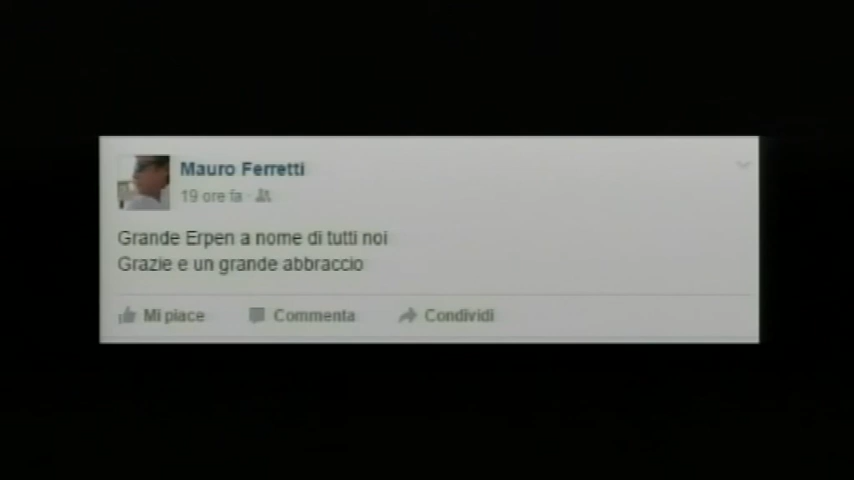 Mauro Ferretti
19 ore fa
Grande Erpen a nome di tutti noi
Grazie e un grande abbraccio
Mi piace Commenta Condividi